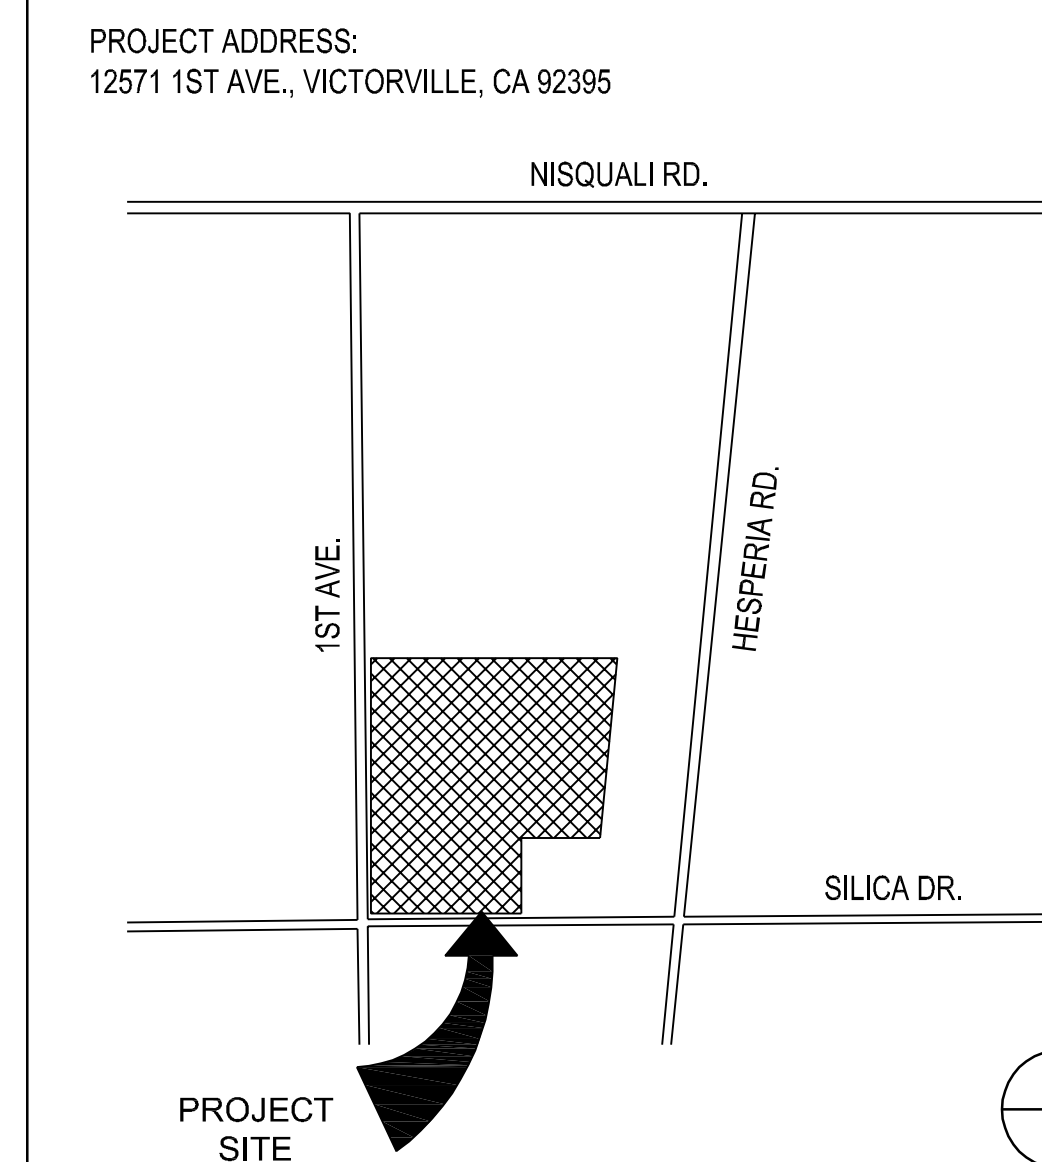 PROJECT ADDRESS:
12571 1ST AVE., VICTORVILLE, CA 92395
NISQUALI RD.
1ST AVE.
HESPERIA RD.
SILICA DR.
PROJECT
SITE